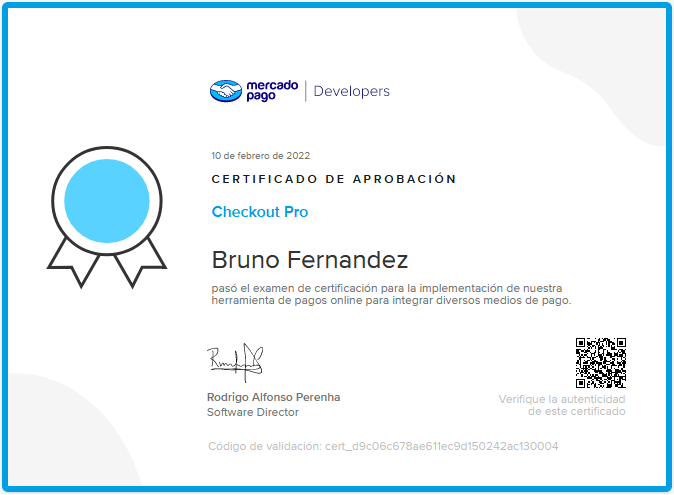 mercado
pago
Developers
10 de febrero de 2022
CERTIFICADO DE APROBACIÓN
Checkout Pro
Bruno Fernandez
pasó el examen de certificación para la implementación de nuestra
herramienta de pagos online para integrar diversos medios de pago.
Rodrigo Alfonso Perenha
Software Director
Verifique la autenticidad
de este certificado
Código de validación: cert_d9c06c678ae611ec9d150242ac130004